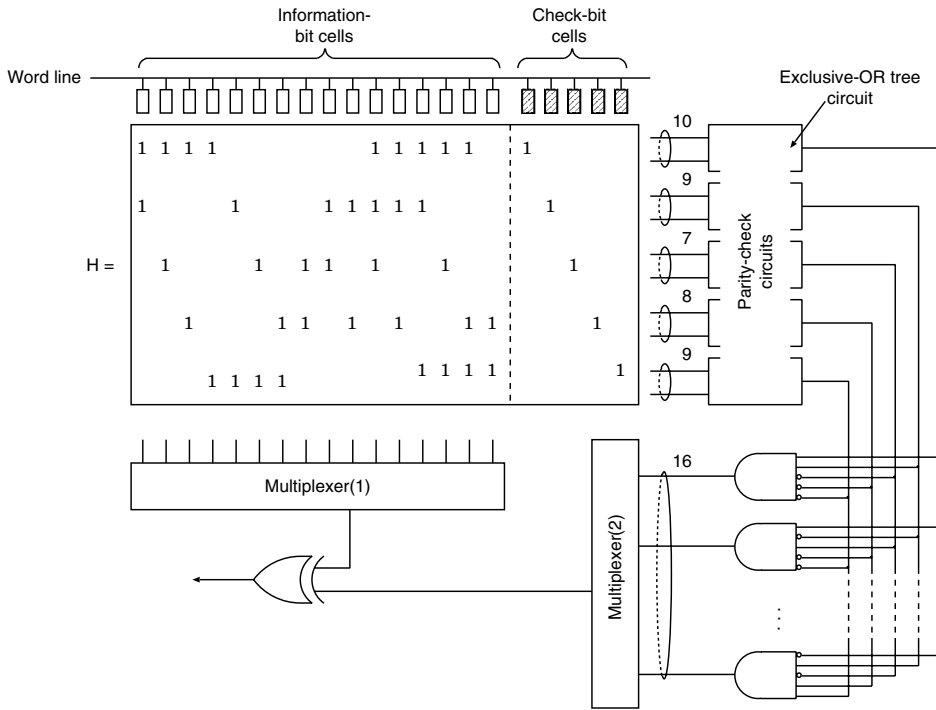 Information-
bit cells
Check-bit
cells
Word line
Exclusive-OR tree
circuit
H =
1 1 1 1 1 1 1 1 1 1
1 1 1 1 1 1 1 1
1 1 1 1 1 1 1
1 1 1 1 1 1 1 1
1 1 1 1 1
1 1 1 1
10
9
7
8
9
Parity-check
circuits
Multiplexer(1)
Multiplexer(2)
16
. . .